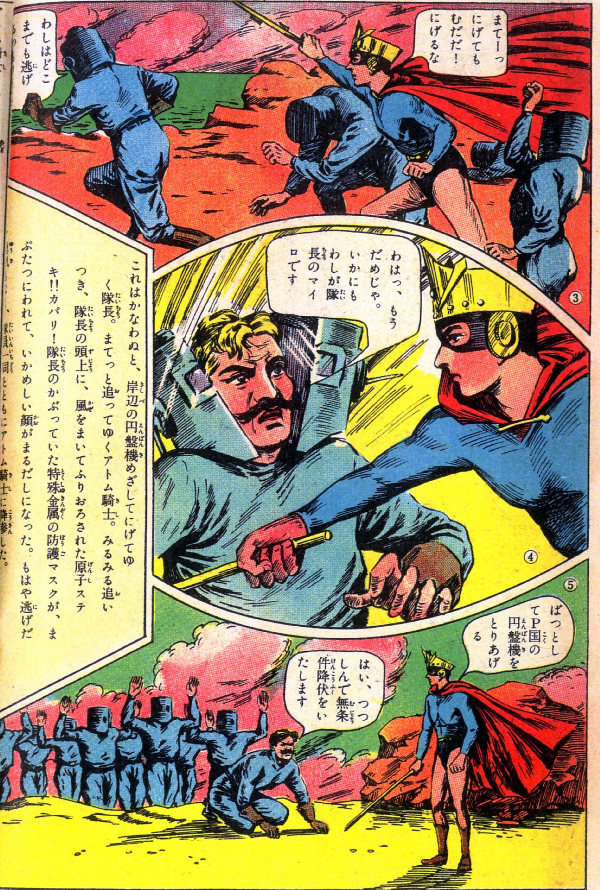 まてーっ
にげても
むだだ！
にげるな
わしはどこ
までも逃げ
③
わはっ、もう
だめじゃ。
いかにも
わしが隊
長のマイ
ロです
④
これはかなわぬと、岸辺の円盤機めざしてにげてゆ
く隊長。まてっと追ってゆくアトム騎士。みるみる追い
つき、隊長の頭上に、風をまいてふりおろされた原子ステ
キ!!カパリ！隊長のかぶっていた特殊金属の防護マスクが、ま
ぷたつにわれて、いかめしい顔がまるだしになった。もはや逃げだ
同とともにアトム騎士に降参した。
⑤
ばつとし
てP国の
円盤機を
とりあげ
る
はい、つつ
しんで無条
件降伏をい
たします